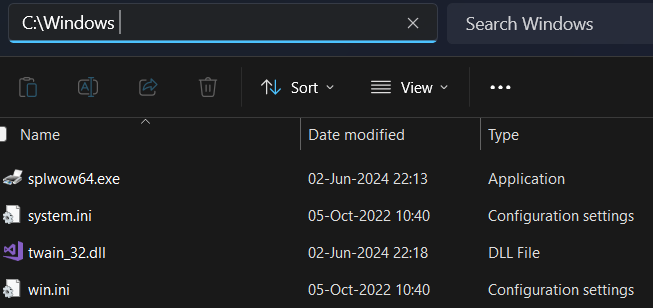 C:\Windows
Search Windows
Sort
View
Name Date modified Type
splwow64.exe 02-Jun-2024 22:13 Application
system.ini 05-Oct-2022 10:40 Configuration settings
twain_32.dll 02-Jun-2024 22:18 DLL File
win.ini 05-Oct-2022 10:40 Configuration settings